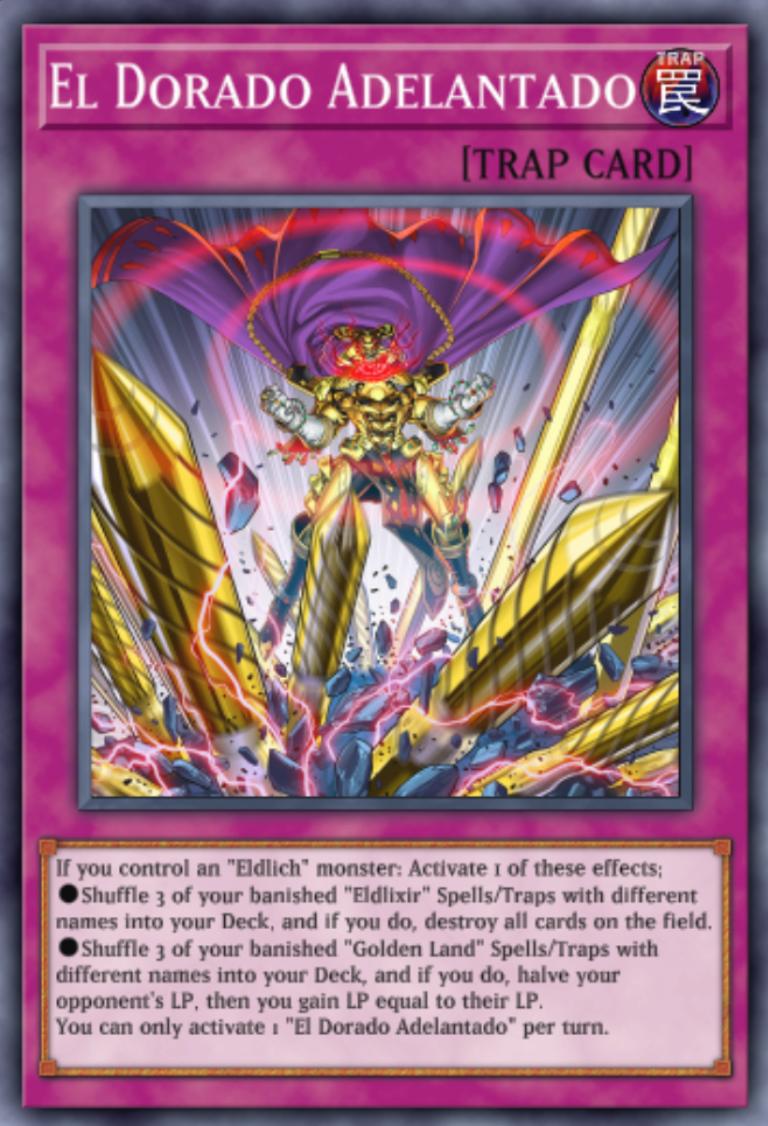 El Dorado Adelantado
TRAP
罠
[TRAP CARD]
If you control an "Eldlich" monster: Activate 1 of these effects;
●Shuffle 3 of your banished "Eldlixir" Spells/Traps with different
names into your Deck, and if you do, destroy all cards on the field.
●Shuffle 3 of your banished "Golden Land" Spells/Traps with
different names into your Deck, and if you do, halve your
opponent's LP, then you gain LP equal to their LP.
You can only activate 1 "El Dorado Adelantado" per turn.